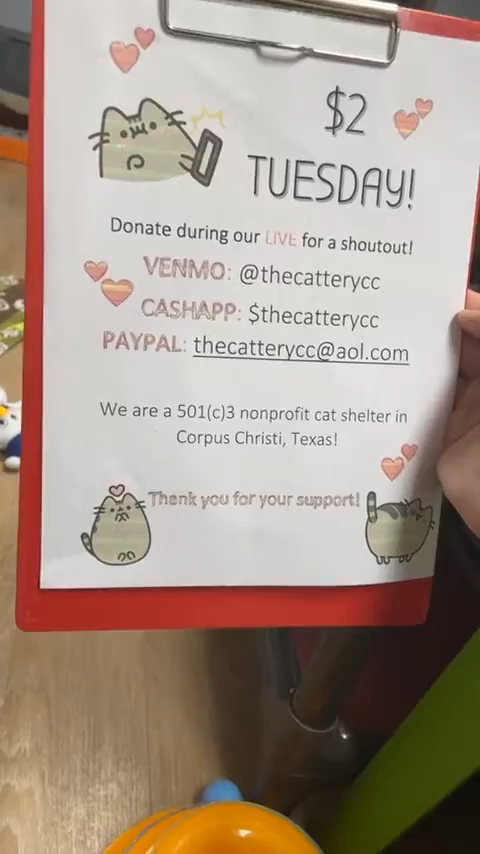 $2
TUESDAY!
Donate during our LIVE for a shoutout!
VENMO: @thecatterycc
CASHAPP: $thecatterycc
PAYPAL: thecatterycc@aol.com
We are a 501(c)3 nonprofit cat shelter in
Corpus Christi, Texas!
Thank you for your support!